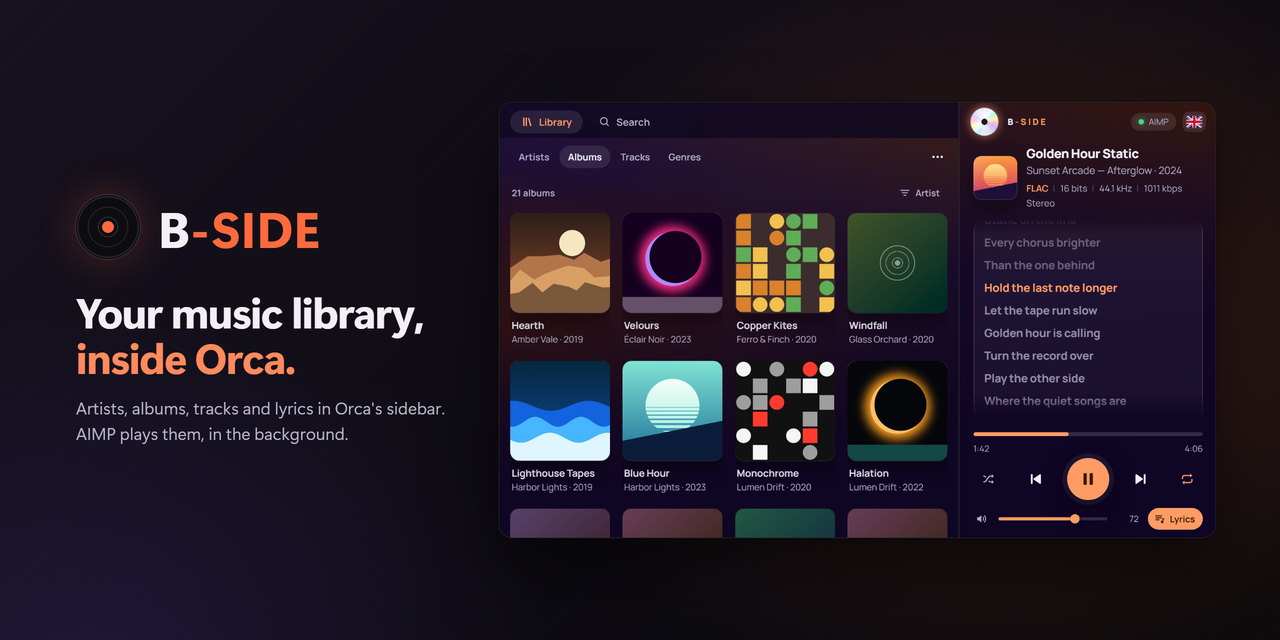 B-SIDE
Your music library,
inside Orca.
Artists, albums, tracks and lyrics in Orca's sidebar.
AIMP plays them, in the background.
Library
Search
Artists
Albums
Tracks
Genres
21 albums
Artist
Hearth
Amber Vale · 2019
Velours
Éclair Noir · 2023
Copper Kites
Ferro & Finch · 2020
Windfall
Glass Orchard · 2020
Lighthouse Tapes
Harbor Lights · 2019
Blue Hour
Harbor Lights · 2023
Monochrome
Lumen Drift · 2020
Halation
Lumen Drift · 2022
B-SIDE
AIMP
Golden Hour Static
Sunset Arcade — Afterglow · 2024
FLAC | 16 bits | 44.1 kHz | 1011 kbps
Stereo
Static on the line
Every chorus brighter
Than the one behind
Hold the last note longer
Let the tape run slow
Golden hour is calling
Turn the record over
Play the other side
Where the quiet songs are
1:42
4:06
72
Lyrics